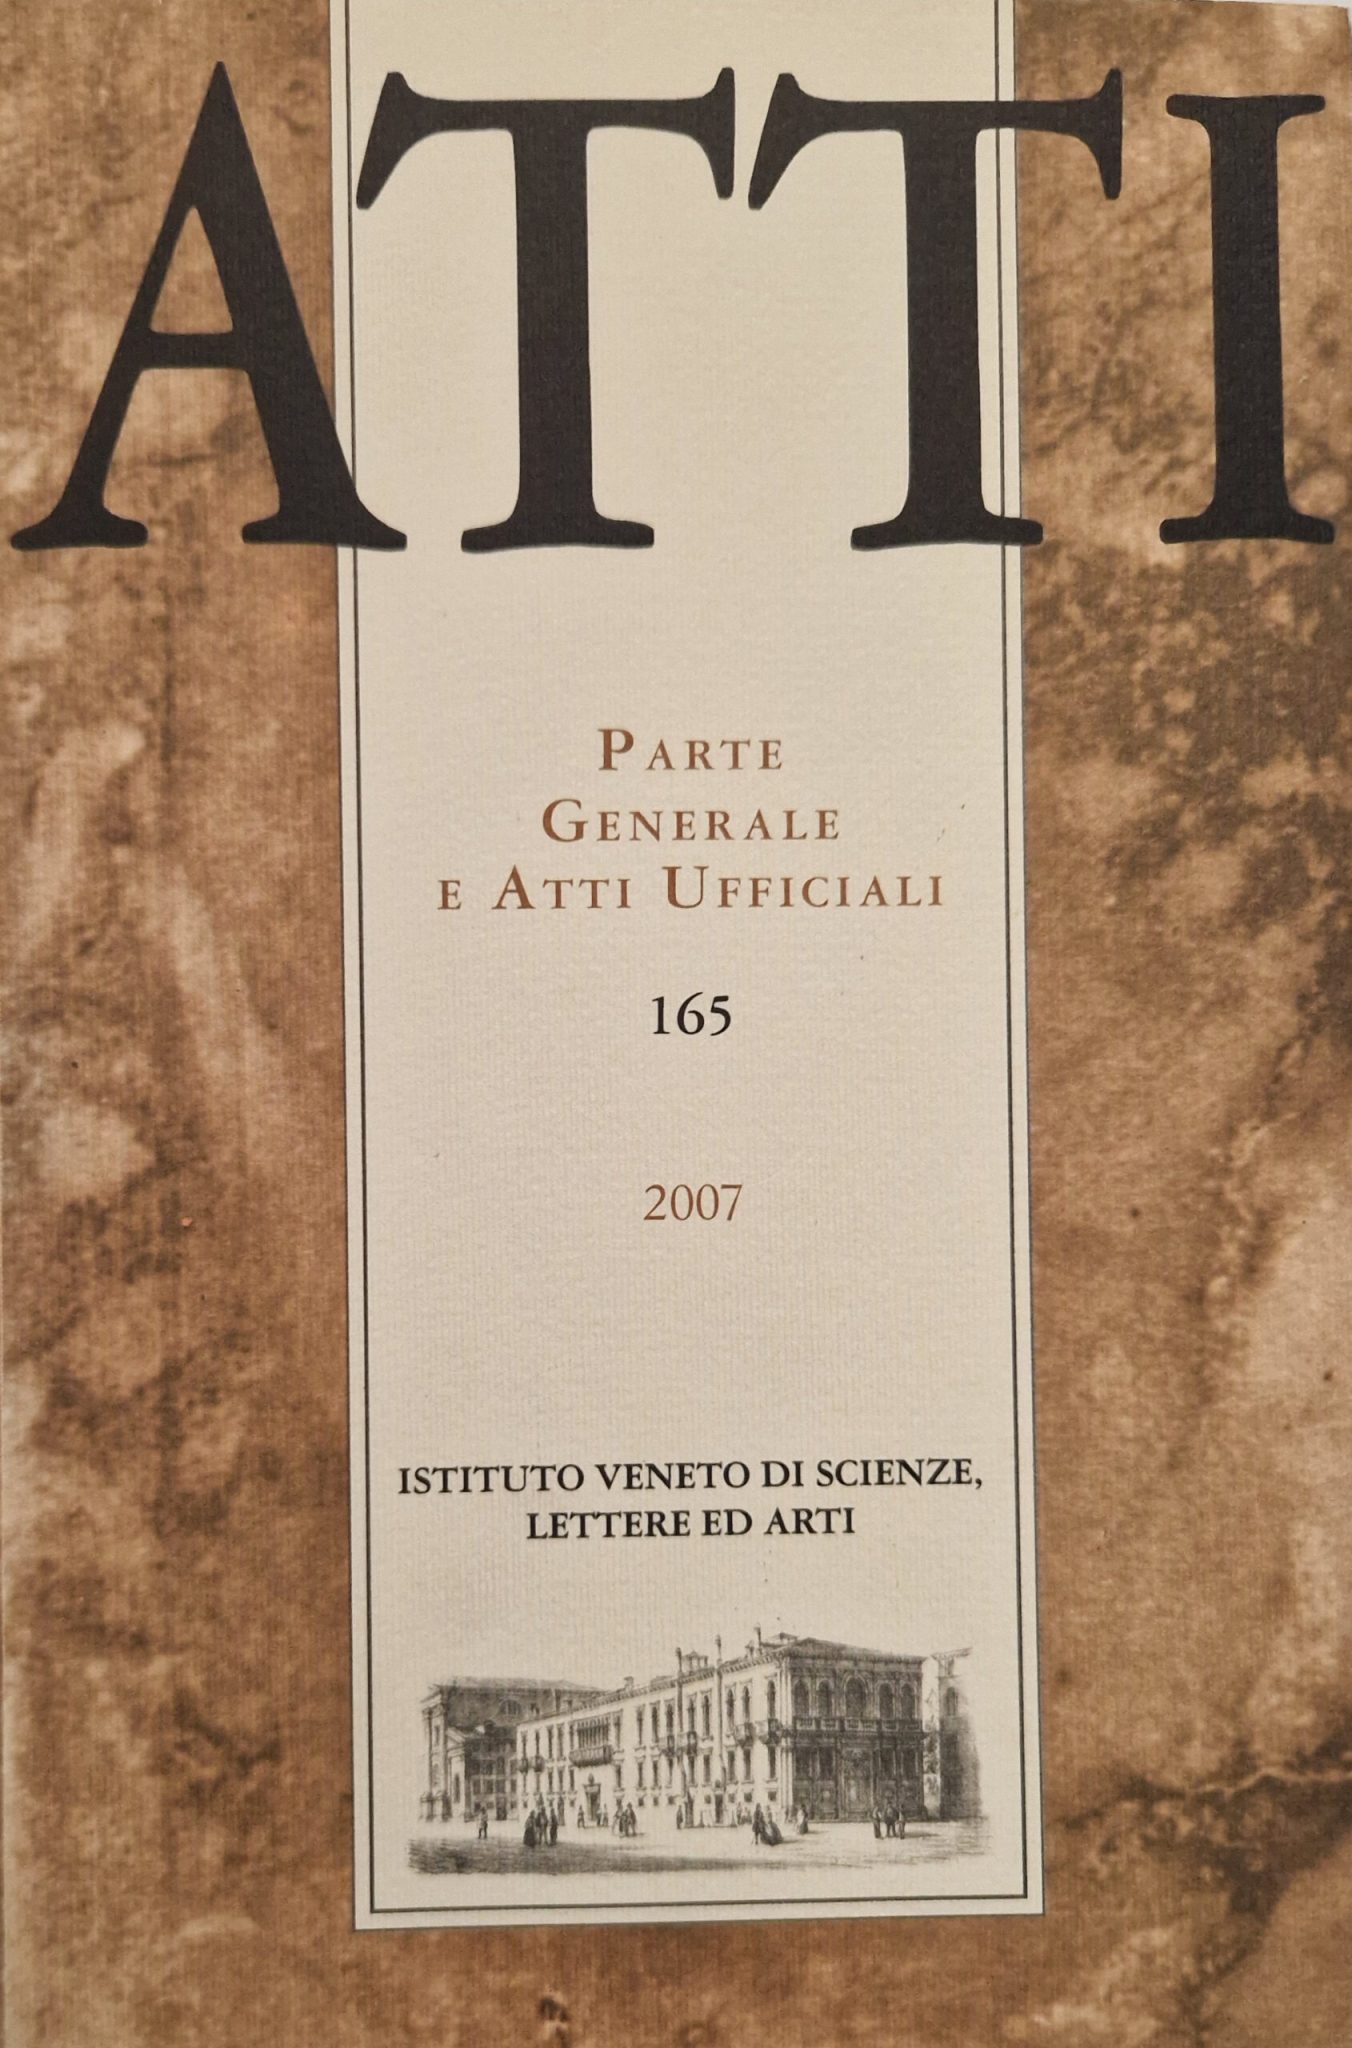 ATTI
PARTE
GENERALE
E ATTI UFFICIALI
165
2007
ISTITUTO VENETO DI SCIENZE,
LETTERE ED ARTI